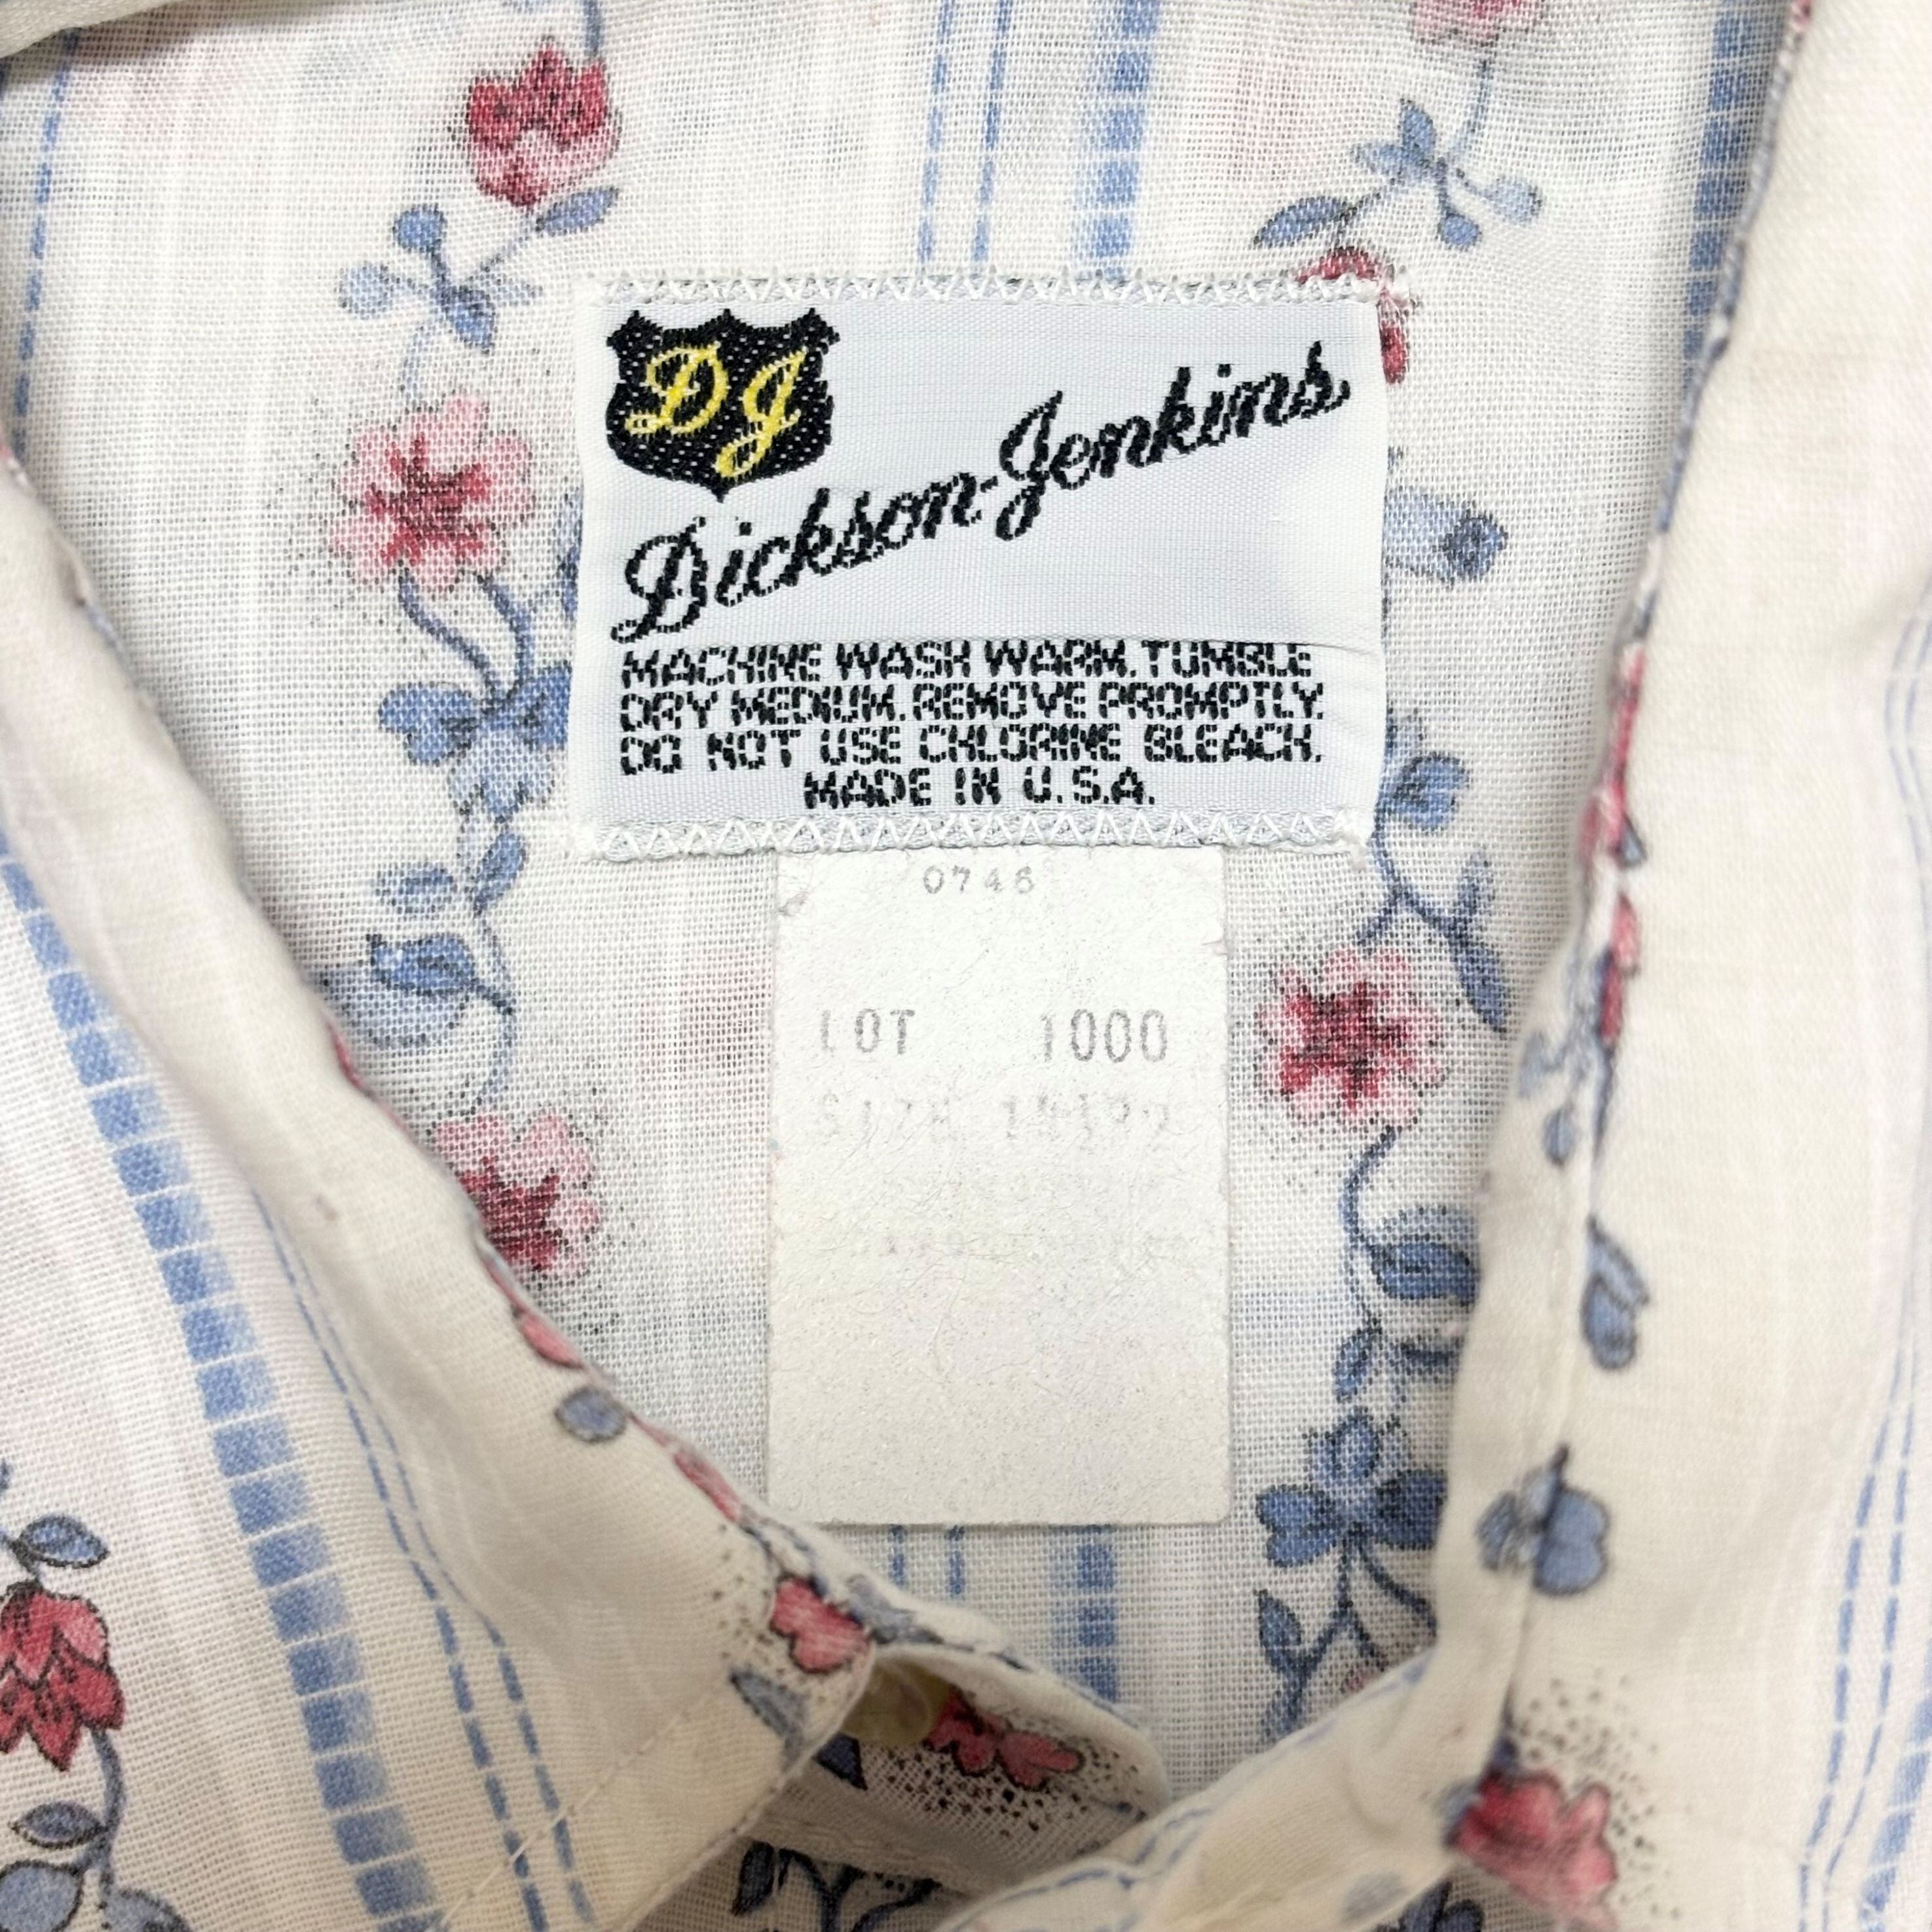 DJ
Dickson-Jenkins
MACHINE WASH WARM. TUMBLE
DRY MEDIUM. REMOVE PROMPTLY.
DO NOT USE CHLORINE BLEACH.
MADE IN U.S.A.
0746
LOT 1000
SIZE